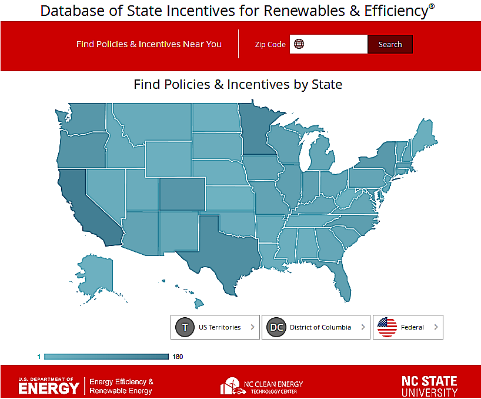 Database of State Incentives for Renewables & Efficiency®
Find Policies & Incentives Near You
Zip Code
Search
Find Policies & Incentives by State
T US Territories
DC District of Columbia
Federal
1 180
U.S. DEPARTMENT OF
ENERGY
Energy Efficiency &
Renewable Energy
NC CLEAN ENERGY
TECHNOLOGY CENTER
NC STATE
UNIVERSITY